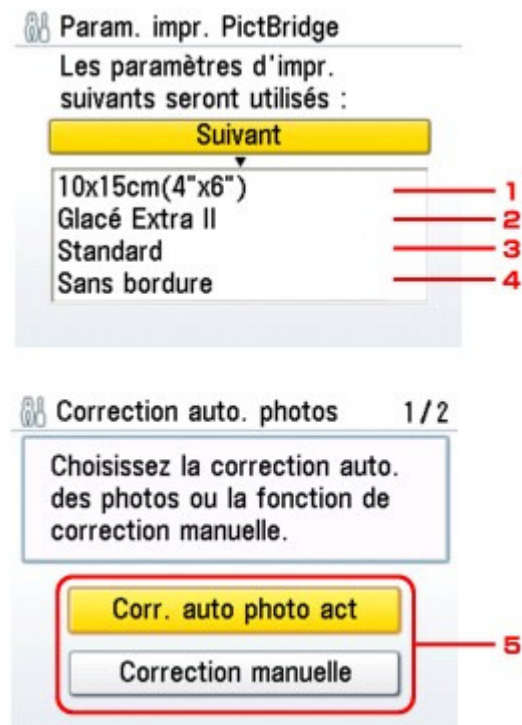 Param. impr. PictBridge
Les paramètres d'impr.
suivants seront utilisés :
Suivant
10x15cm(4"x6")
1
Glacé Extra II
2
Standard
3
Sans bordure
4
Correction auto. photos 1/2
Choisissez la correction auto.
des photos ou la fonction de
correction manuelle.
Corr. auto photo act
5
Correction manuelle